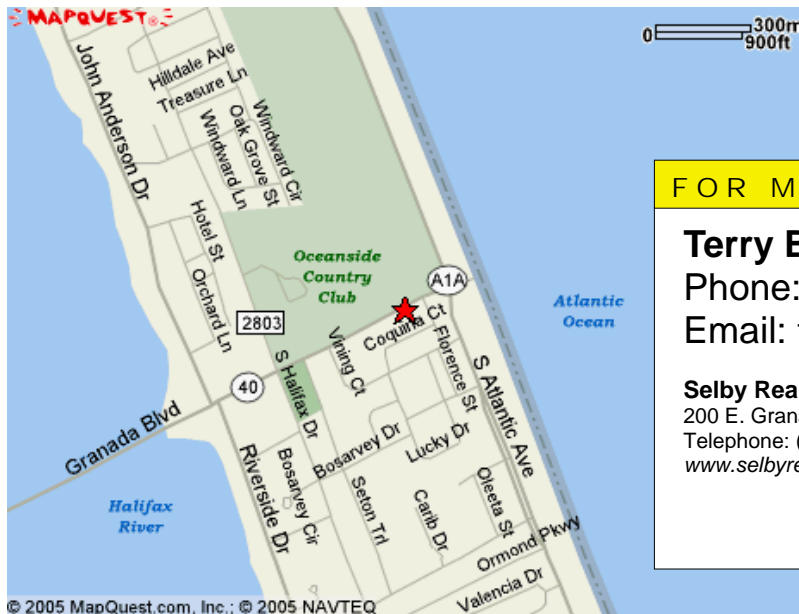 MAPQUEST
0 300m
900ft
John Anderson Dr
Hilldale Ave
Treasure Ln
Windward Cir
Oak Grove St
Windward Ln
Hotel St
Orchard Ln
Oceanside
Country
Club
A1A
2803
Vining Ct
Coquina Ct
Florence St
S Halifax Dr
40
Granada Blvd
Riverside Dr
Bosarvey Dr
Lucky Dr
S Atlantic Ave
Bosarvey Cir
Seton Trl
Carib Dr
Oleeta St
Ormond Pkwy
Valencia Dr
Halifax
River
Atlantic
Ocean
© 2005 MapQuest.com, Inc.; © 2005 NAVTEQ
FOR M
Terry
Phone:
Email:
Selby Rea
200 E. Gran
Telephone: (
www.selbyre